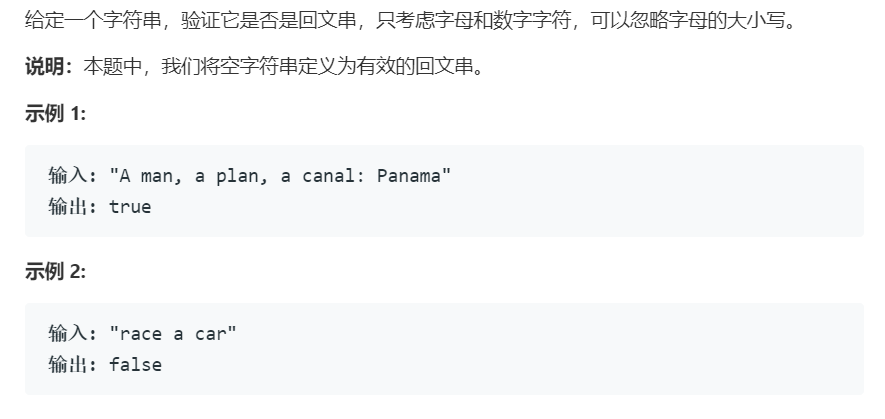 给定一个字符串，验证它是否是回文串，只考虑字母和数字字符，可以忽略字母的大小写。
说明：本题中，我们将空字符串定义为有效的回文串。
示例 1:
输入: "A man, a plan, a canal: Panama"
输出: true
示例 2:
输入: "race a car"
输出: false